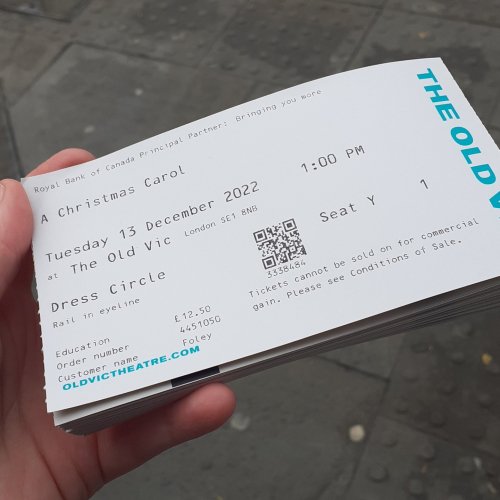 Royal Bank of Canada Principal Partner: Bringing you more
A Christmas Carol
Tuesday 13 December 2022 1:00 PM
at The Old Vic London SE1 8NB
Dress Circle Seat Y 1
Rail in eyeline
3338484
Tickets cannot be sold on for commercial
gain. Please see Conditions of Sale.
Education £12.50
Order number 4451050
Customer name Foley
OLDVICTHEATRE.COM
THE OLD V